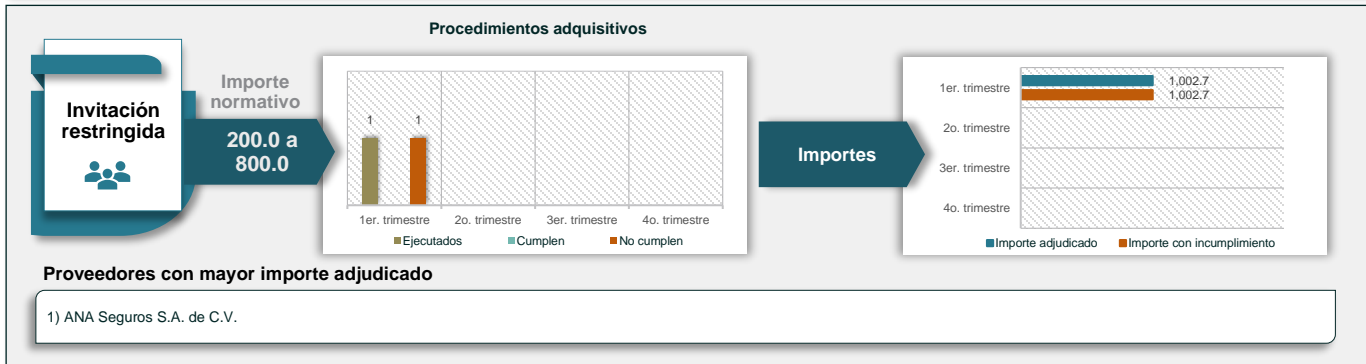 Procedimientos adquisitivos
Invitación
restringida
Importe
normativo
200.0 a
800.0
1
1
1er. trimestre
2o. trimestre
3er. trimestre
4o. trimestre
Ejecutados
Cumplen
No cumplen
Importes
1er. trimestre
1,002.7
1,002.7
2o. trimestre
3er. trimestre
4o. trimestre
Importe adjudicado
Importe con incumplimiento
Proveedores con mayor importe adjudicado
1) ANA Seguros S.A. de C.V.